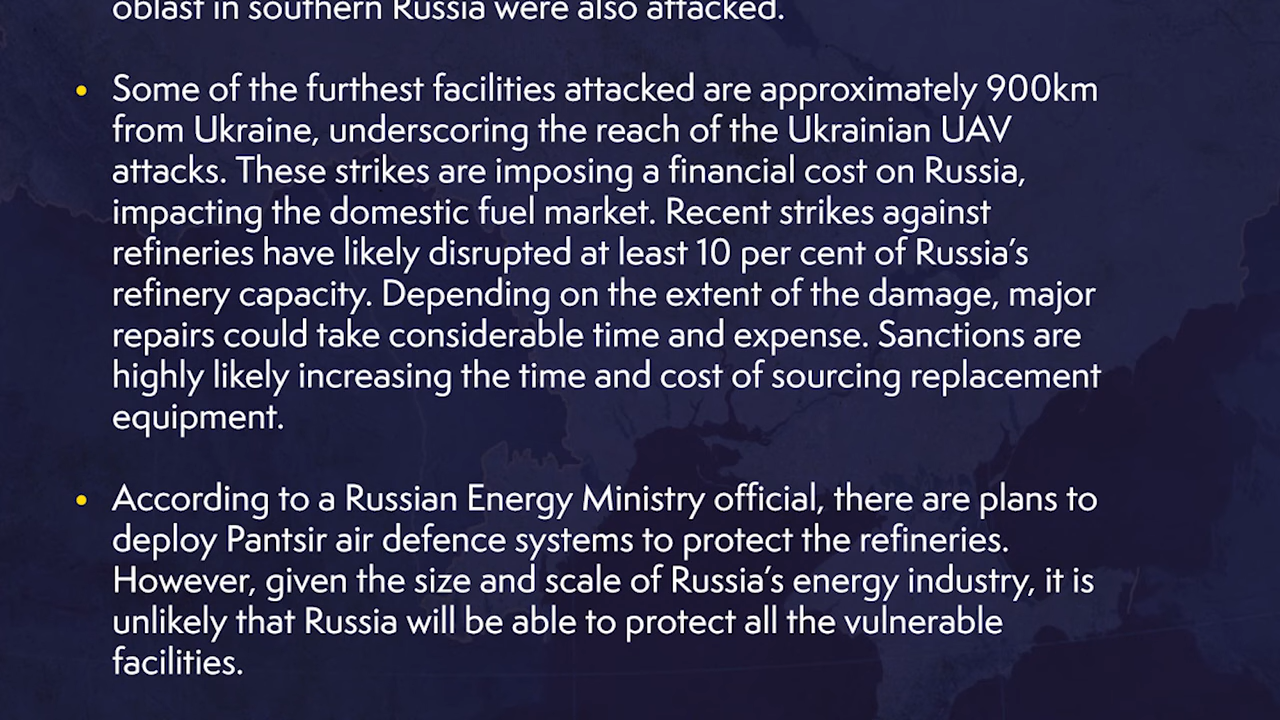 oblast in southern Russia were also attacked.
• Some of the furthest facilities attacked are approximately 900km
from Ukraine, underscoring the reach of the Ukrainian UAV
attacks. These strikes are imposing a financial cost on Russia,
impacting the domestic fuel market. Recent strikes against
refineries have likely disrupted at least 10 per cent of Russia’s
refinery capacity. Depending on the extent of the damage, major
repairs could take considerable time and expense. Sanctions are
highly likely increasing the time and cost of sourcing replacement
equipment.
• According to a Russian Energy Ministry official, there are plans to
deploy Pantsir air defence systems to protect the refineries.
However, given the size and scale of Russia’s energy industry, it is
unlikely that Russia will be able to protect all the vulnerable
facilities.